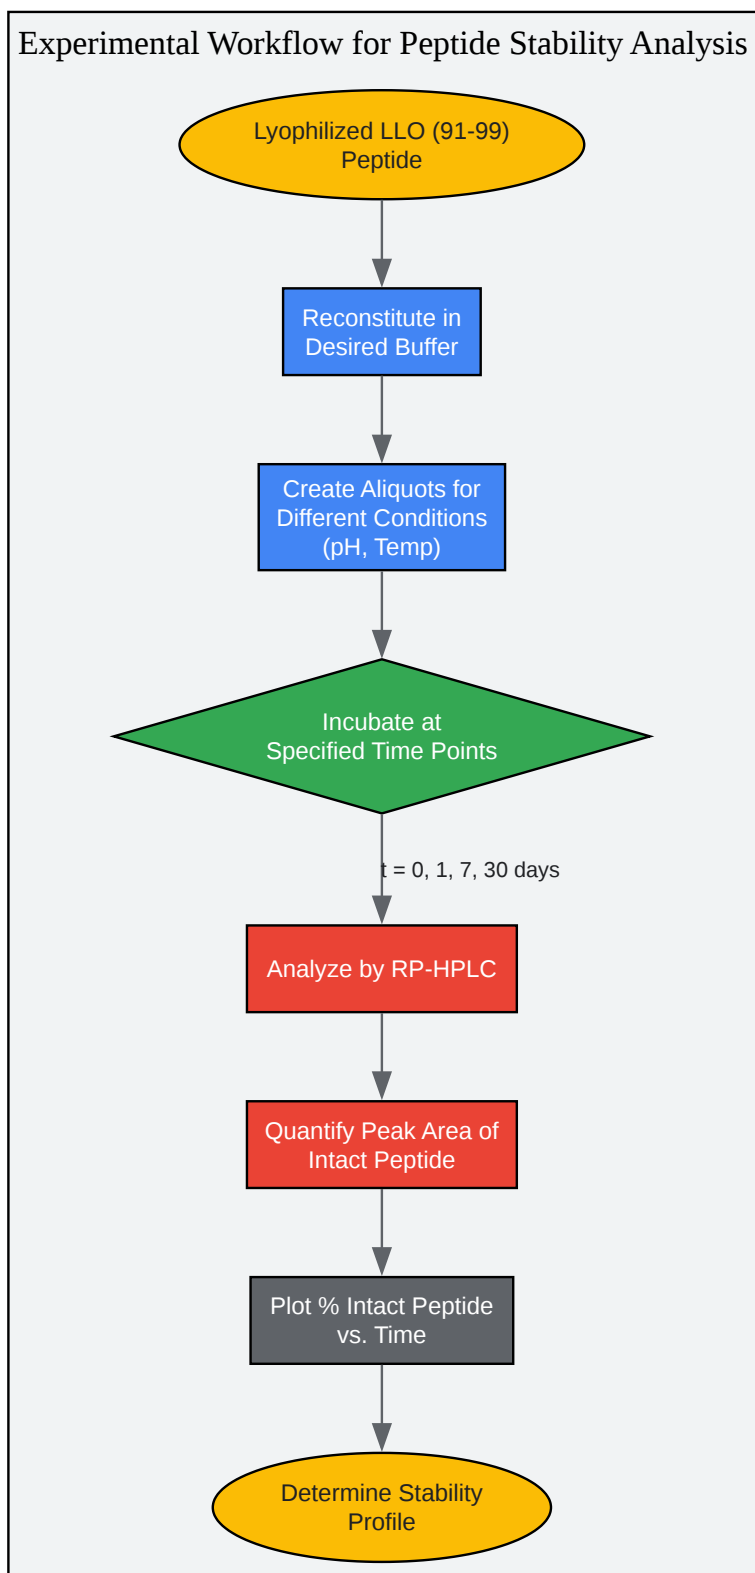 Experimental Workflow for Peptide Stability Analysis
Lyophilized LLO (91-99)
Peptide
Reconstitute in
Desired Buffer
Create Aliquots for
Different Conditions
(pH, Temp)
Incubate at
Specified Time Points
t = 0, 1, 7, 30 days
Analyze by RP-HPLC
Quantify Peak Area of
Intact Peptide
Plot % Intact Peptide
vs. Time
Determine Stability
Profile